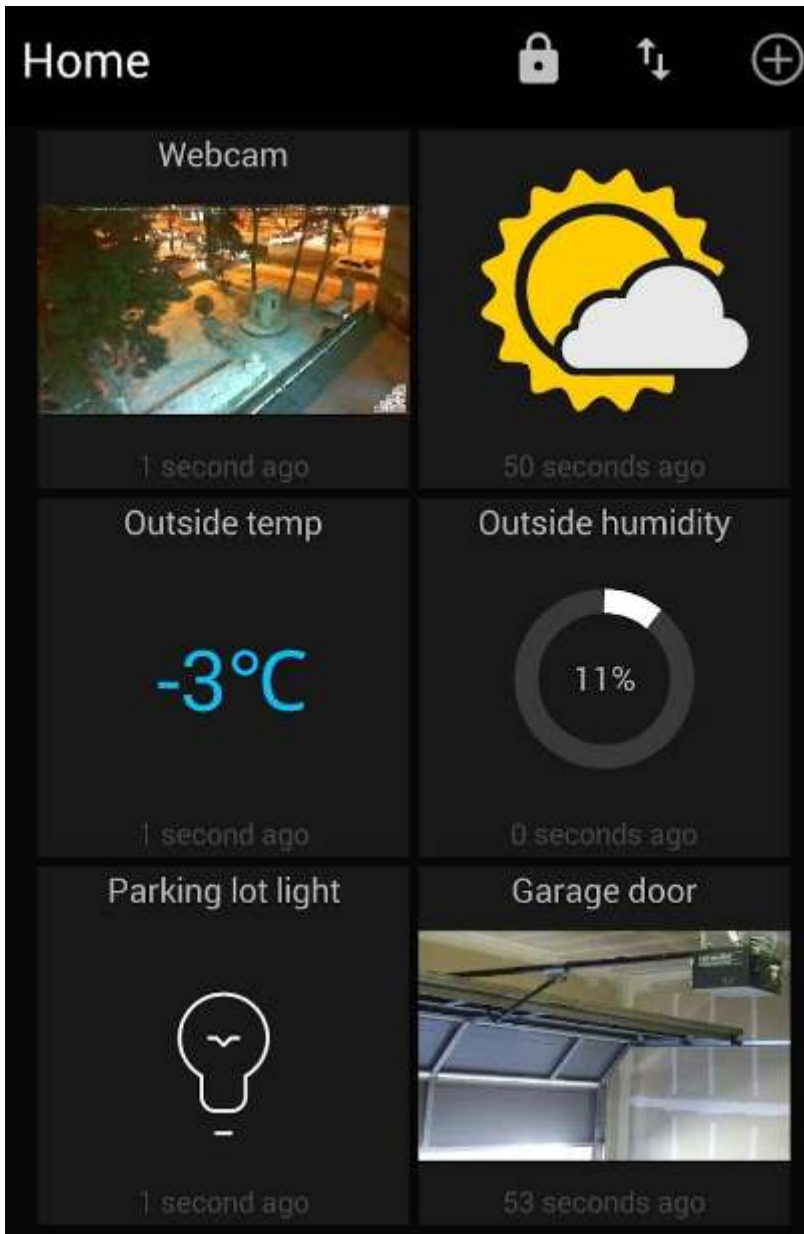 Home
Webcam
1 second ago
50 seconds ago
Outside temp
Outside humidity
-3°C
11%
1 second ago
0 seconds ago
Parking lot light
Garage door
1 second ago
53 seconds ago